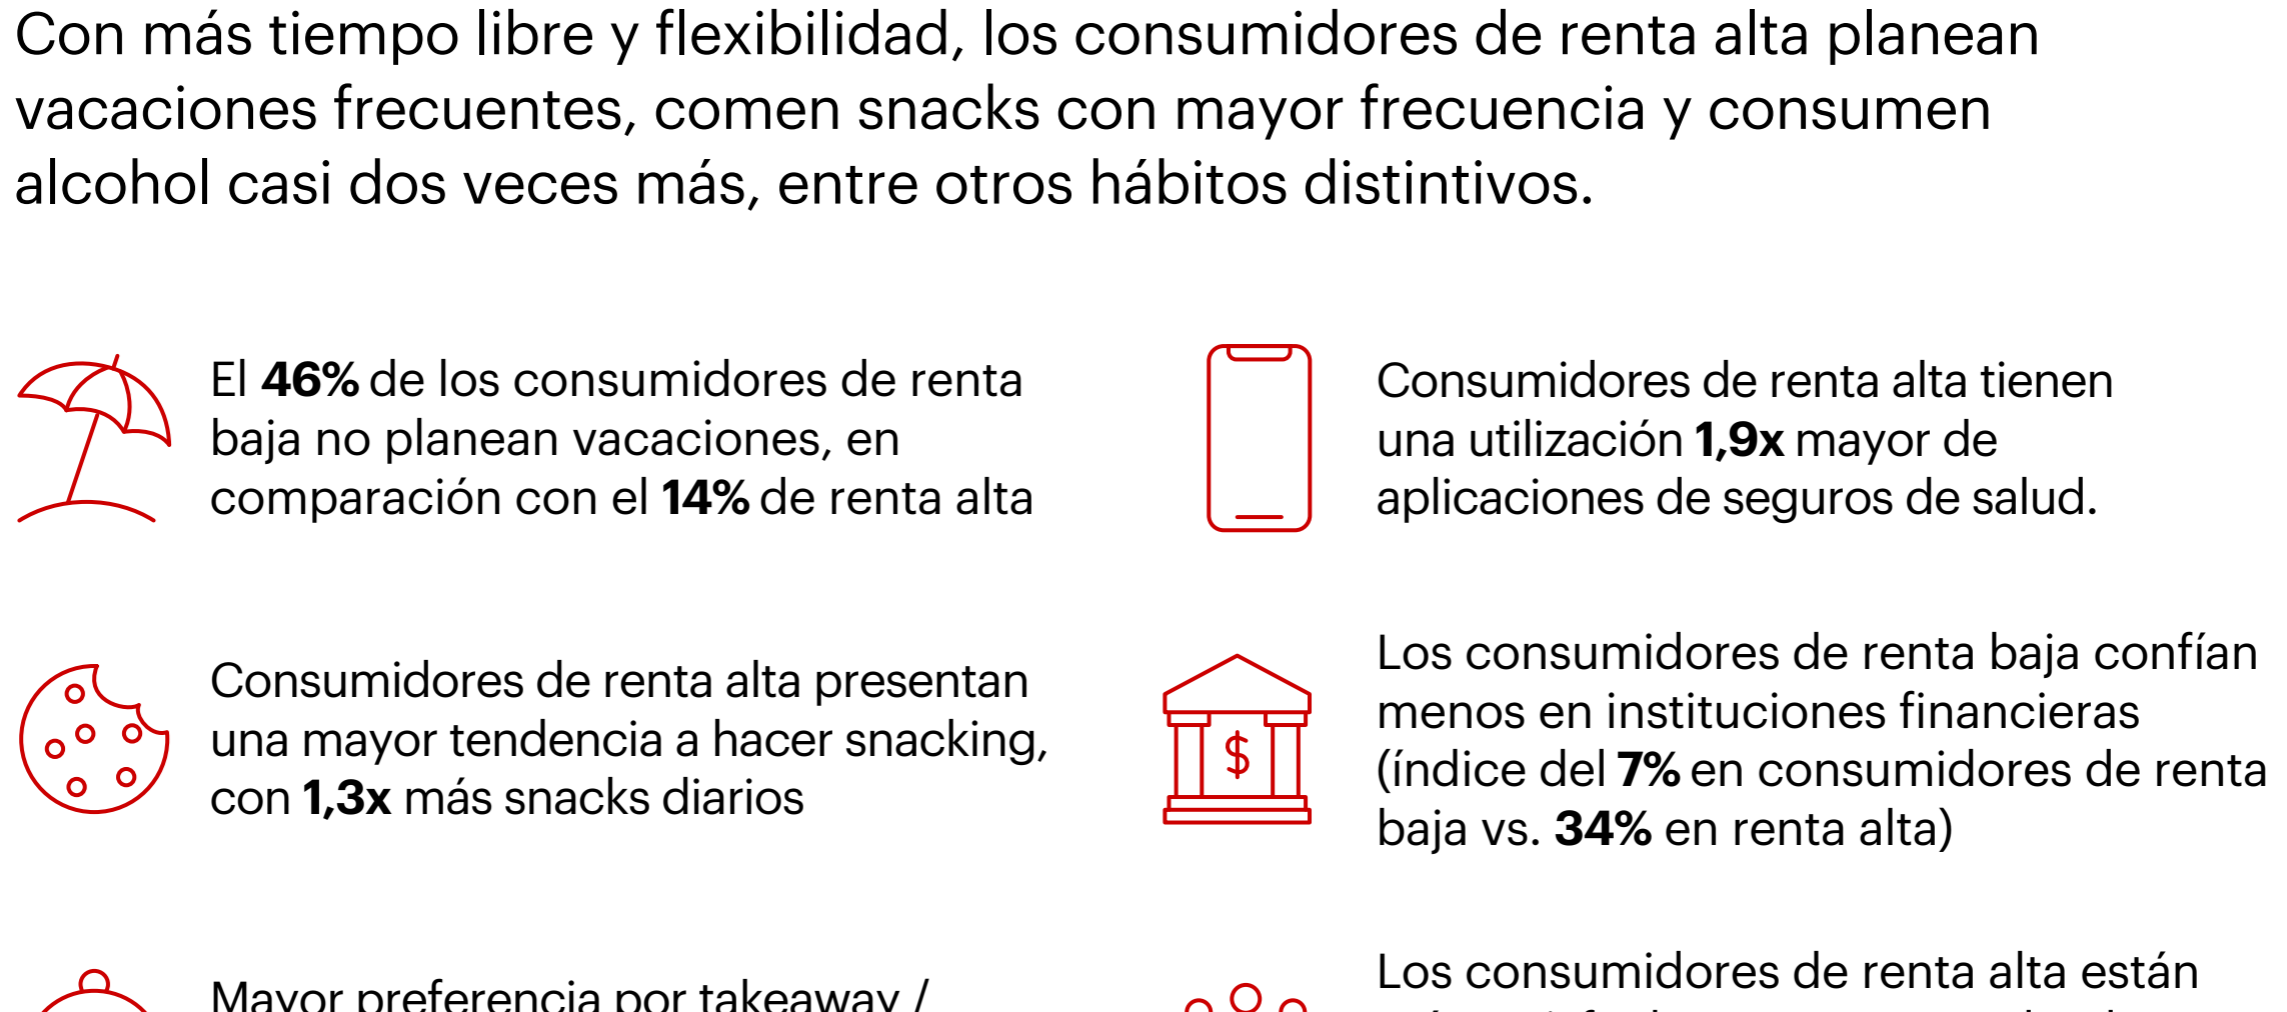 Con más tiempo libre y flexibilidad, los consumidores de renta alta planean
vacaciones frecuentes, comen snacks con mayor frecuencia y consumen
alcohol casi dos veces más, entre otros hábitos distintivos.
El 46% de los consumidores de renta
baja no planean vacaciones, en
comparación con el 14% de renta alta
Consumidores de renta alta tienen
una utilización 1,9x mayor de
aplicaciones de seguros de salud.
Consumidores de renta alta presentan
una mayor tendencia a hacer snacking,
con 1,3x más snacks diarios
$
Los consumidores de renta baja confían
menos en instituciones financieras
(índice del 7% en consumidores de renta
baja vs. 34% en renta alta)
Mayor preferencia por takeaway /
Los consumidores de renta alta están